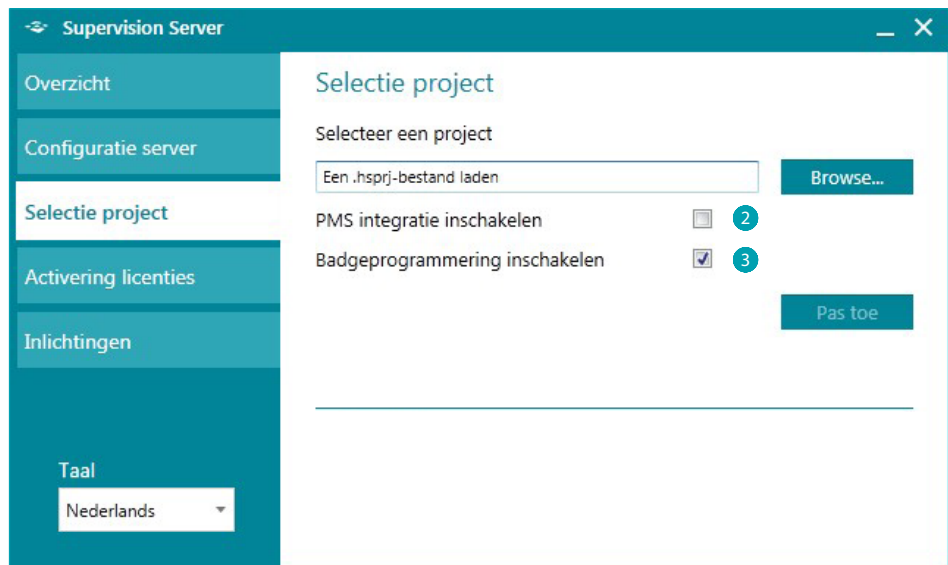 Supervision Server
Overzicht
Configuratie server
Selectie project
Activering licenties
Inlichtingen
Taal
Nederlands
Selectie project
Selecteer een project
Een .hsprj-bestand laden
Browse...
PMS integratie inschakelen 2
Badgeprogrammering inschakelen 3
Pas toe